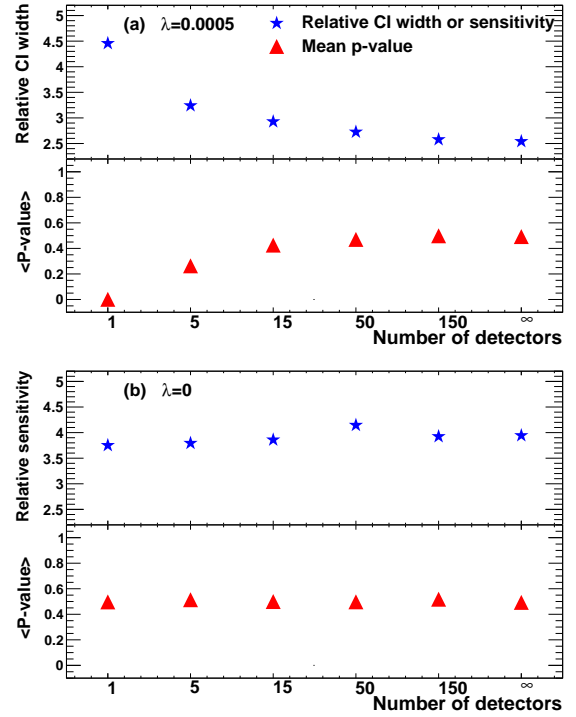 (a) λ=0.0005
Relative CI width or sensitivity
Mean p-value
Relative CI width
5
4.5
4
3.5
3
2.5
<P-value>
1
0.8
0.6
0.4
0.2
0
1 5 15 50 150 ∞
Number of detectors
(b) λ=0
Relative sensitivity
5
4.5
4
3.5
3
2.5
<P-value>
1
0.8
0.6
0.4
0.2
0
1 5 15 50 150 ∞
Number of detectors